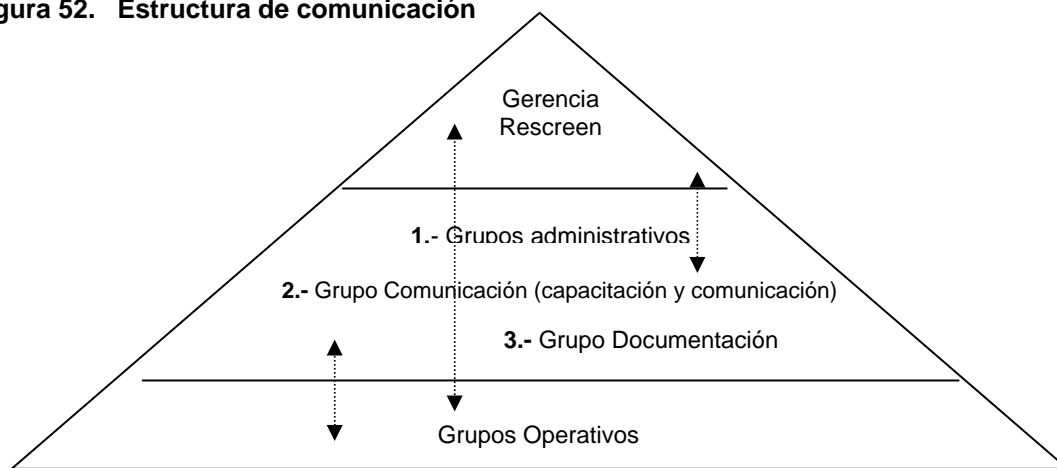 gura 52. Estructura de comunicación
Gerencia
Rescreen
1.- Grupos administrativos
2.- Grupo Comunicación (capacitación y comunicación)
3.- Grupo Documentación
Grupos Operativos